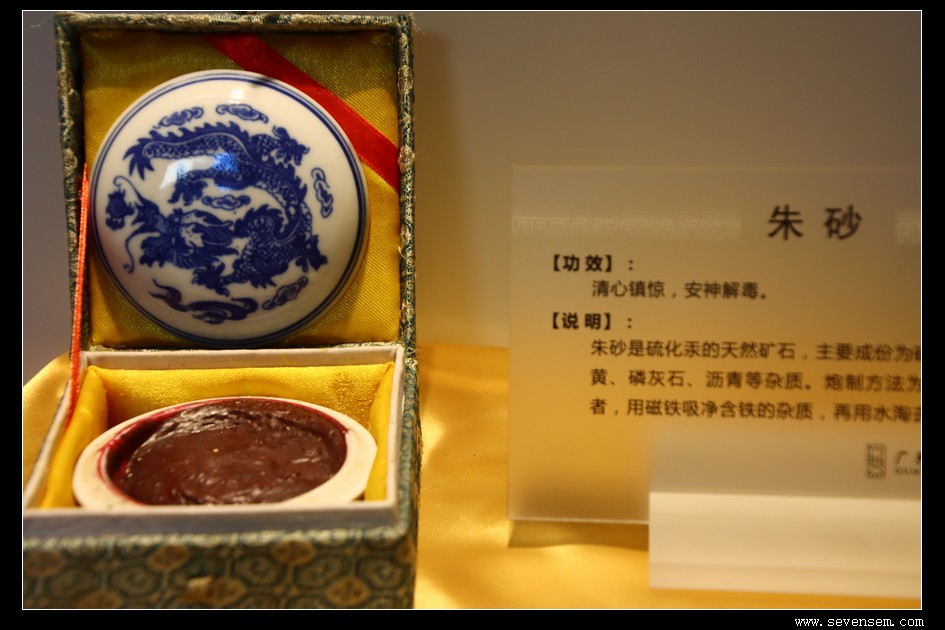 朱砂
【功效】：
清心镇惊，安神解毒。
【说明】：
朱砂是硫化汞的天然矿石，主要成份为
黄、磷灰石、沥青等杂质。炮制方法为
者，用磁铁吸净含铁的杂质，再用水淘
广
www.sevensem.com